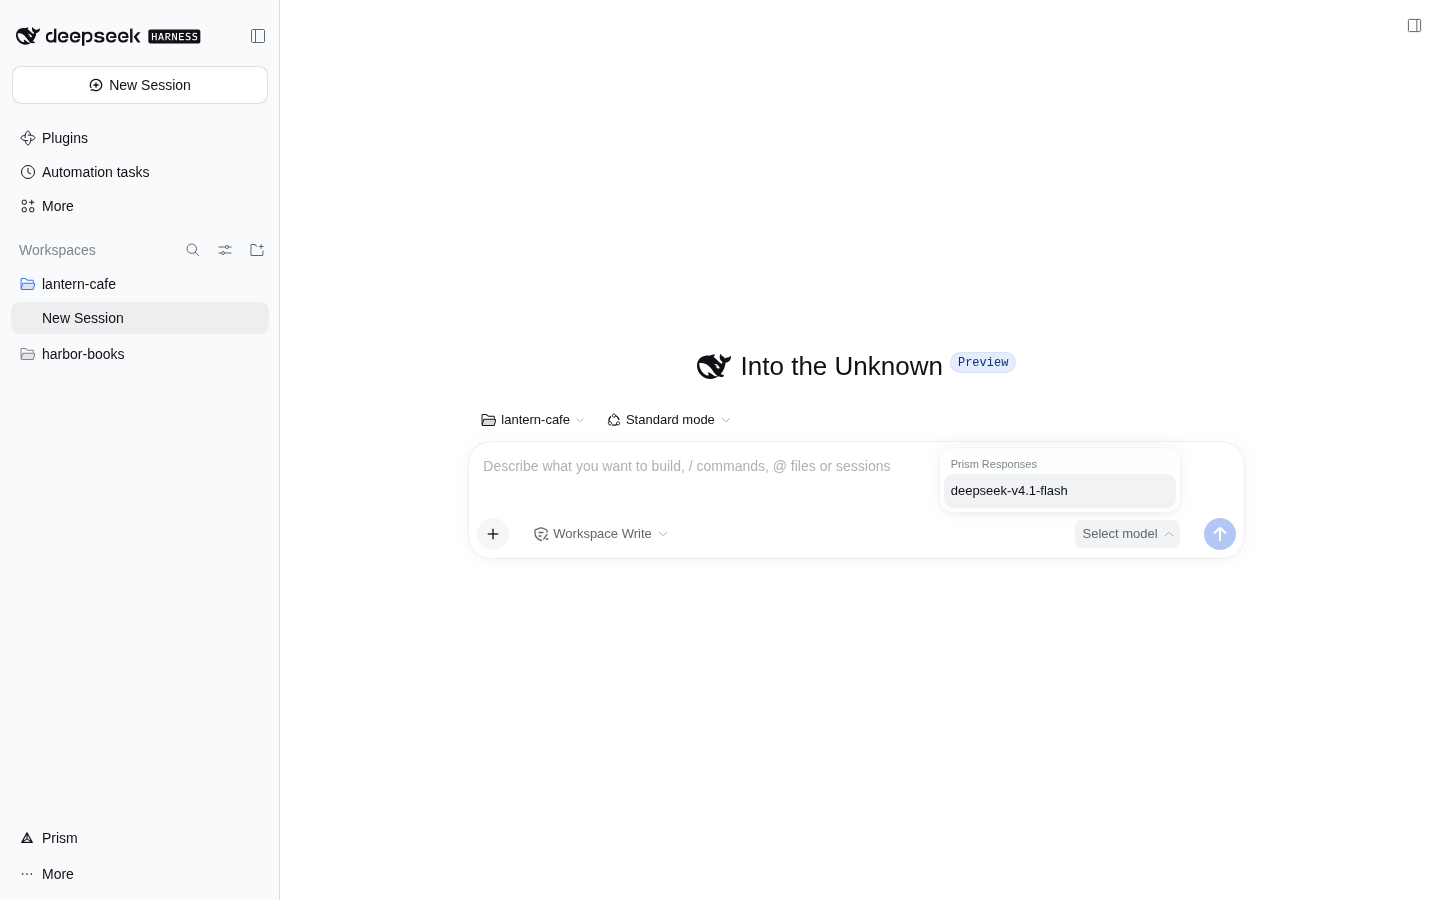 deepseek HARNESS
New Session
Plugins
Automation tasks
More
Workspaces
lantern-cafe
New Session
harbor-books
Prism
More
Into the Unknown Preview
lantern-cafe Standard mode
Describe what you want to build, / commands, @ files or sessions
Prism Responses
deepseek-v4.1-flash
Workspace Write Select model